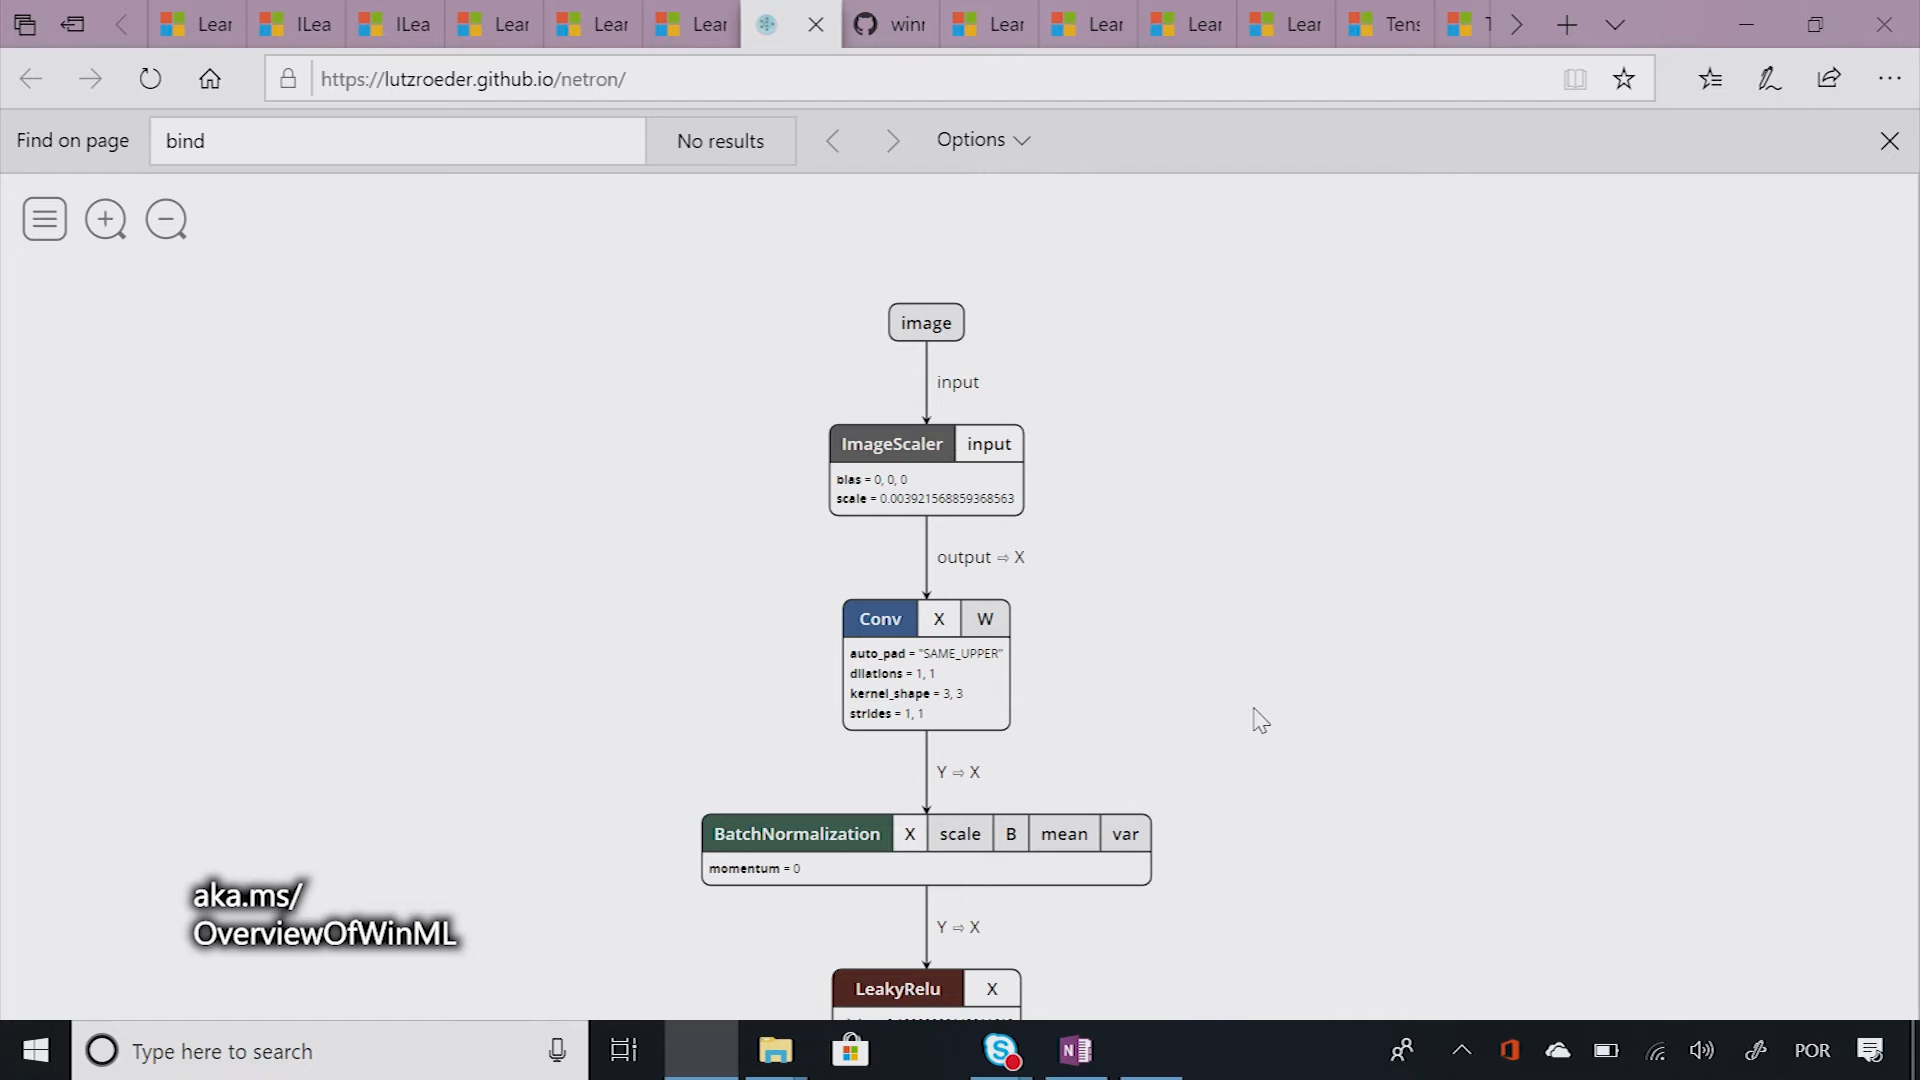 Lear
ILea
ILea
Lear
Lear
Lear
winr
Lear
Lear
Lear
Lear
Tens
https://lutzroeder.github.io/netron/
Find on page
bind
No results
Options
image
input
ImageScaler input
bias = 0, 0, 0
scale = 0.003921568859368563
output ⇨ X
Conv X W
auto_pad = "SAME_UPPER"
dilations = 1, 1
kernel_shape = 3, 3
strides = 1, 1
Y ⇨ X
BatchNormalization X scale B mean var
momentum = 0
Y ⇨ X
LeakyRelu X
aka.ms/
OverviewOfWinML
Type here to search
POR